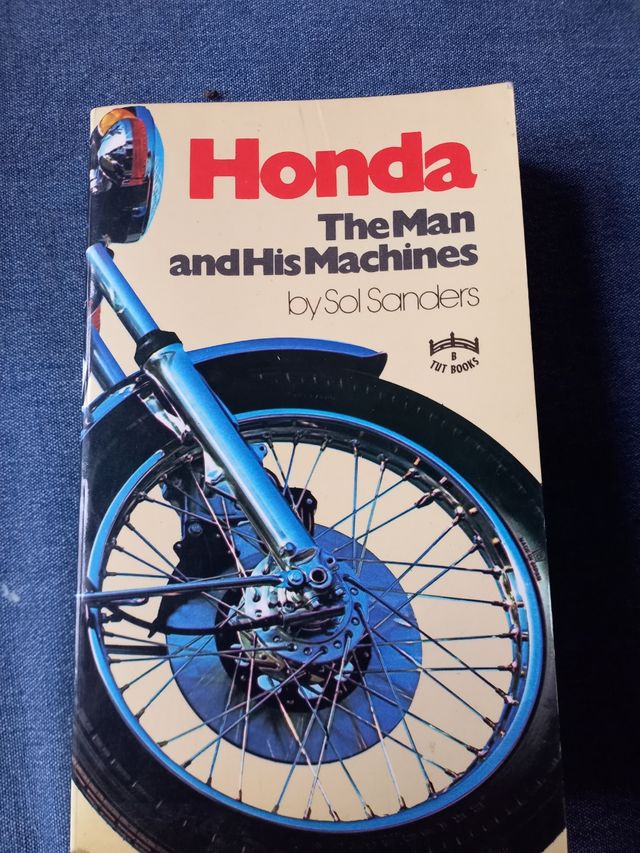 Honda
The Man
and His Machines
by Sol Sanders
B
TUT BOOKS